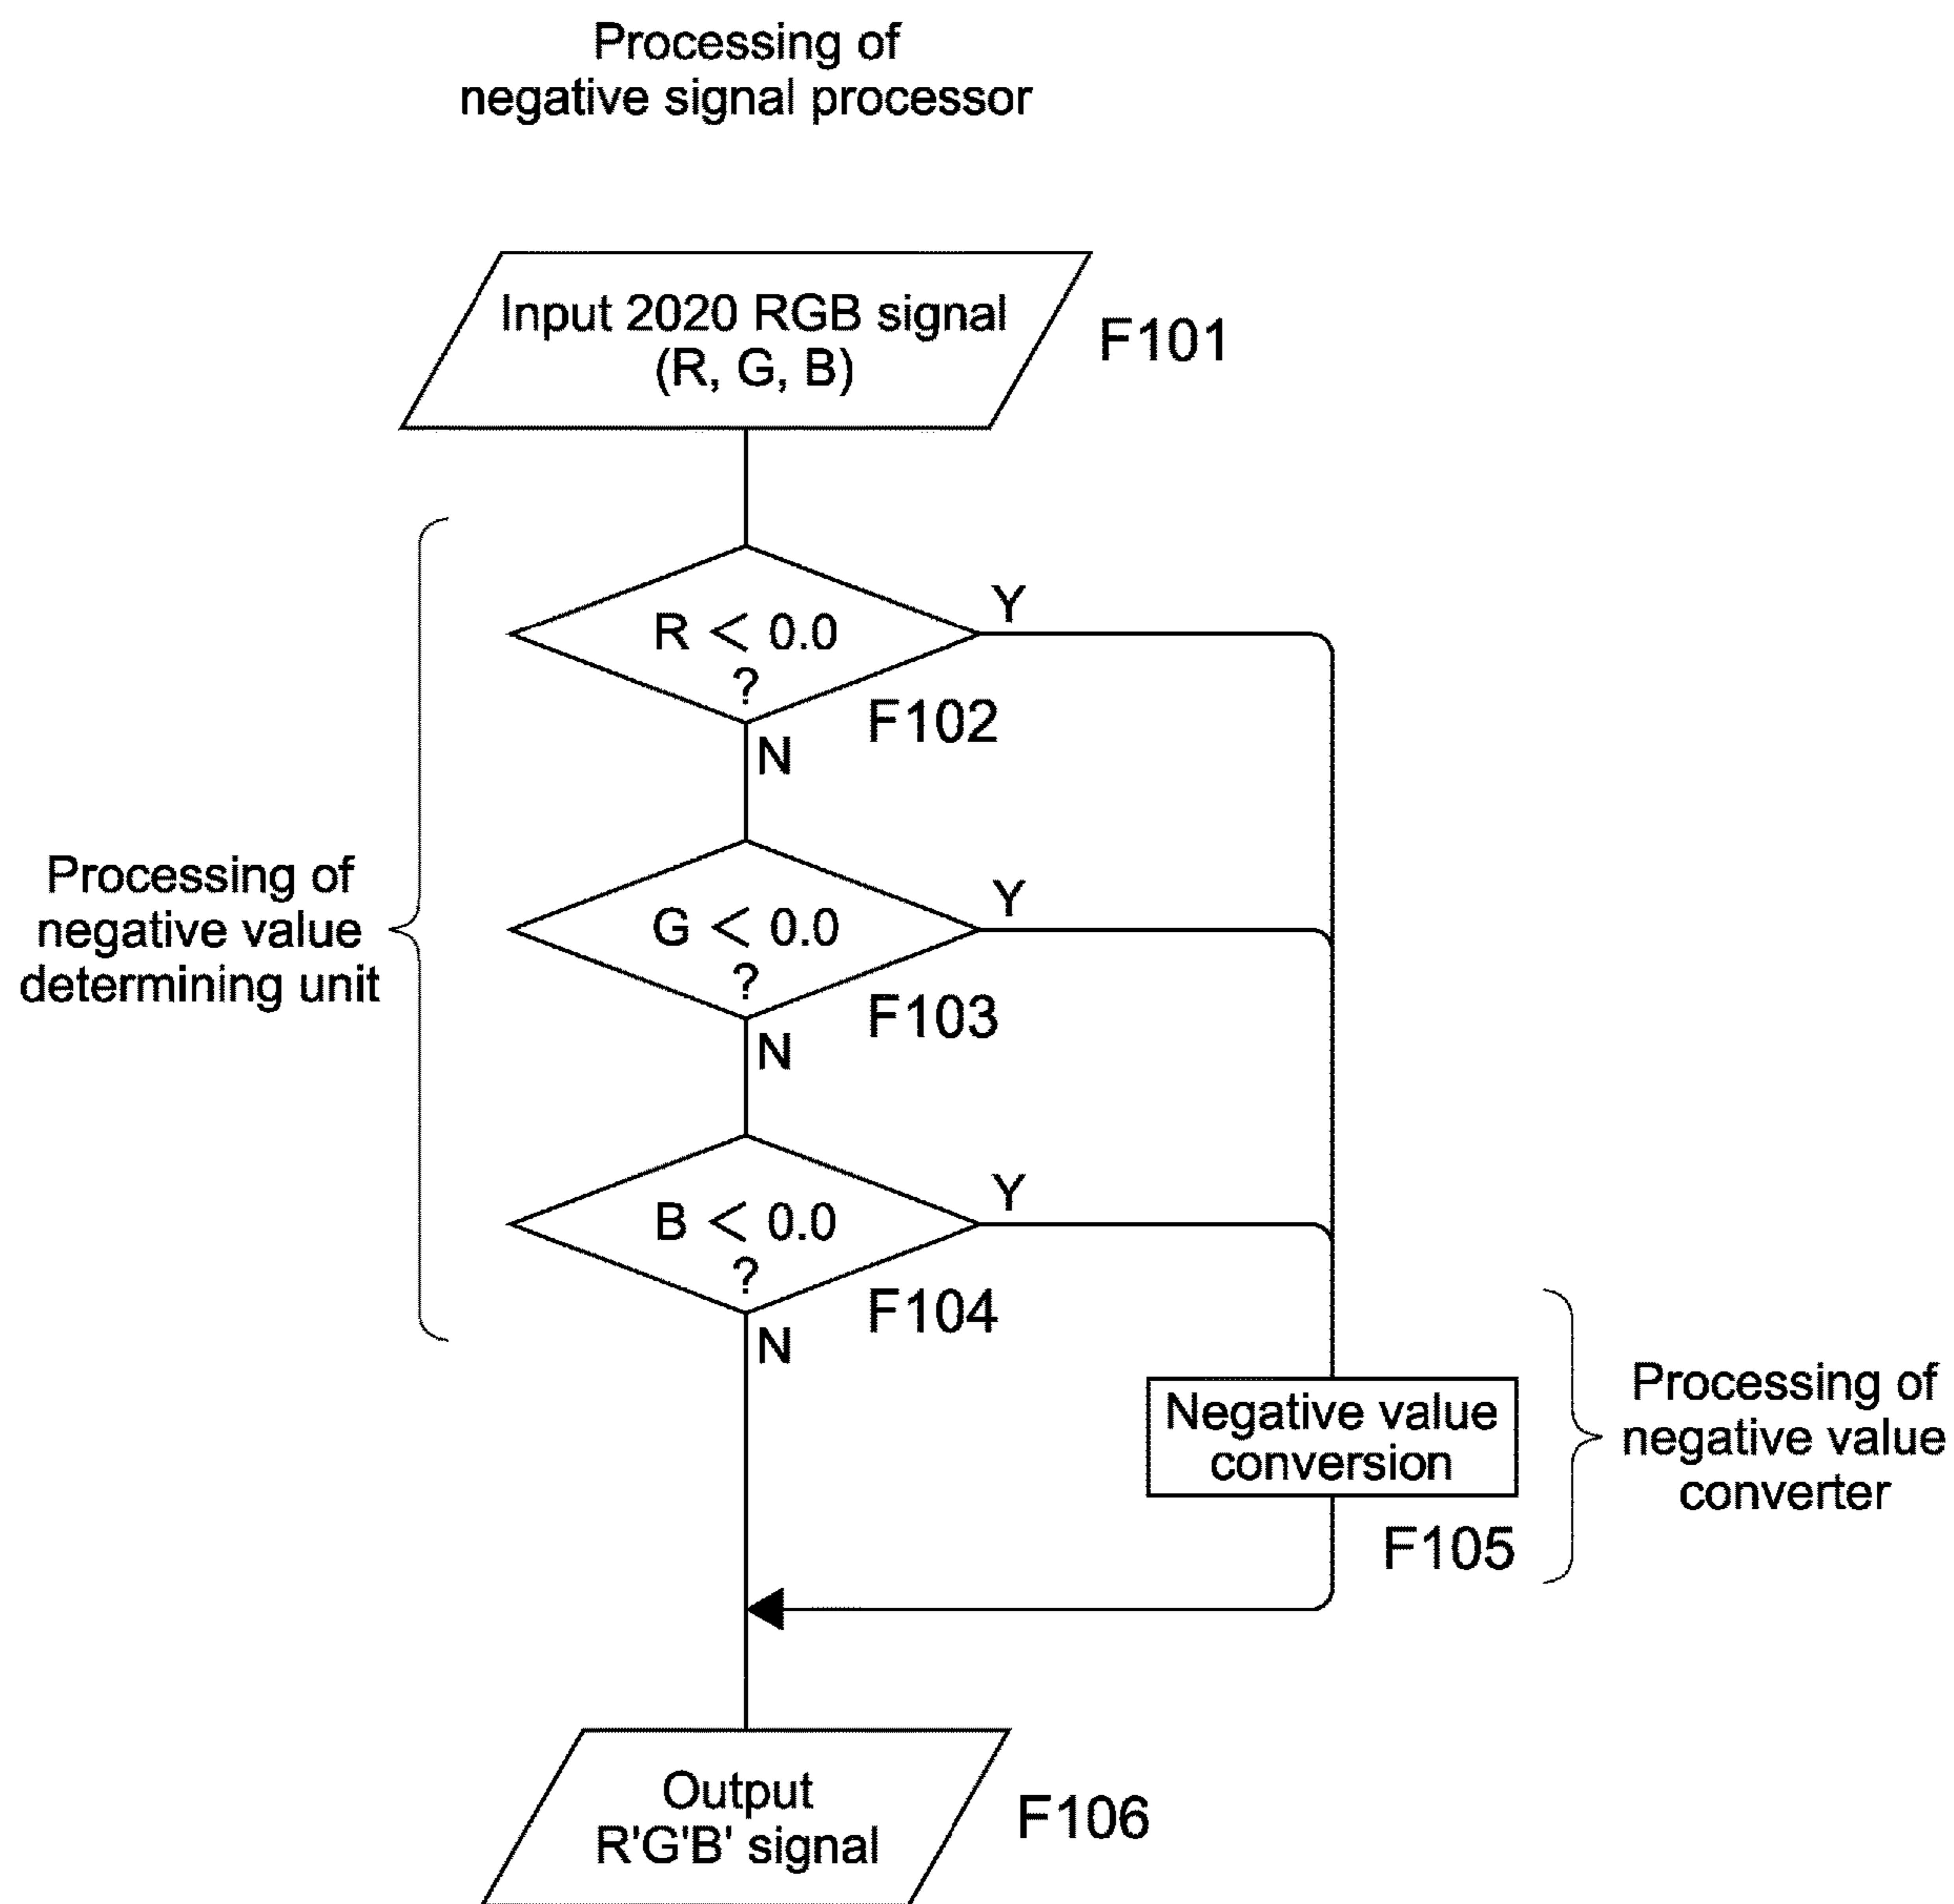 Processing of
negative signal processor
Input 2020 RGB signal
(R, G, B)
F101
R < 0.0
?
Y
F102
N
Processing of
negative value
determining unit
G < 0.0
?
Y
F103
N
B < 0.0
?
Y
F104
N
Negative value
conversion
F105
Processing of
negative value
converter
Output
R'G'B' signal
F106